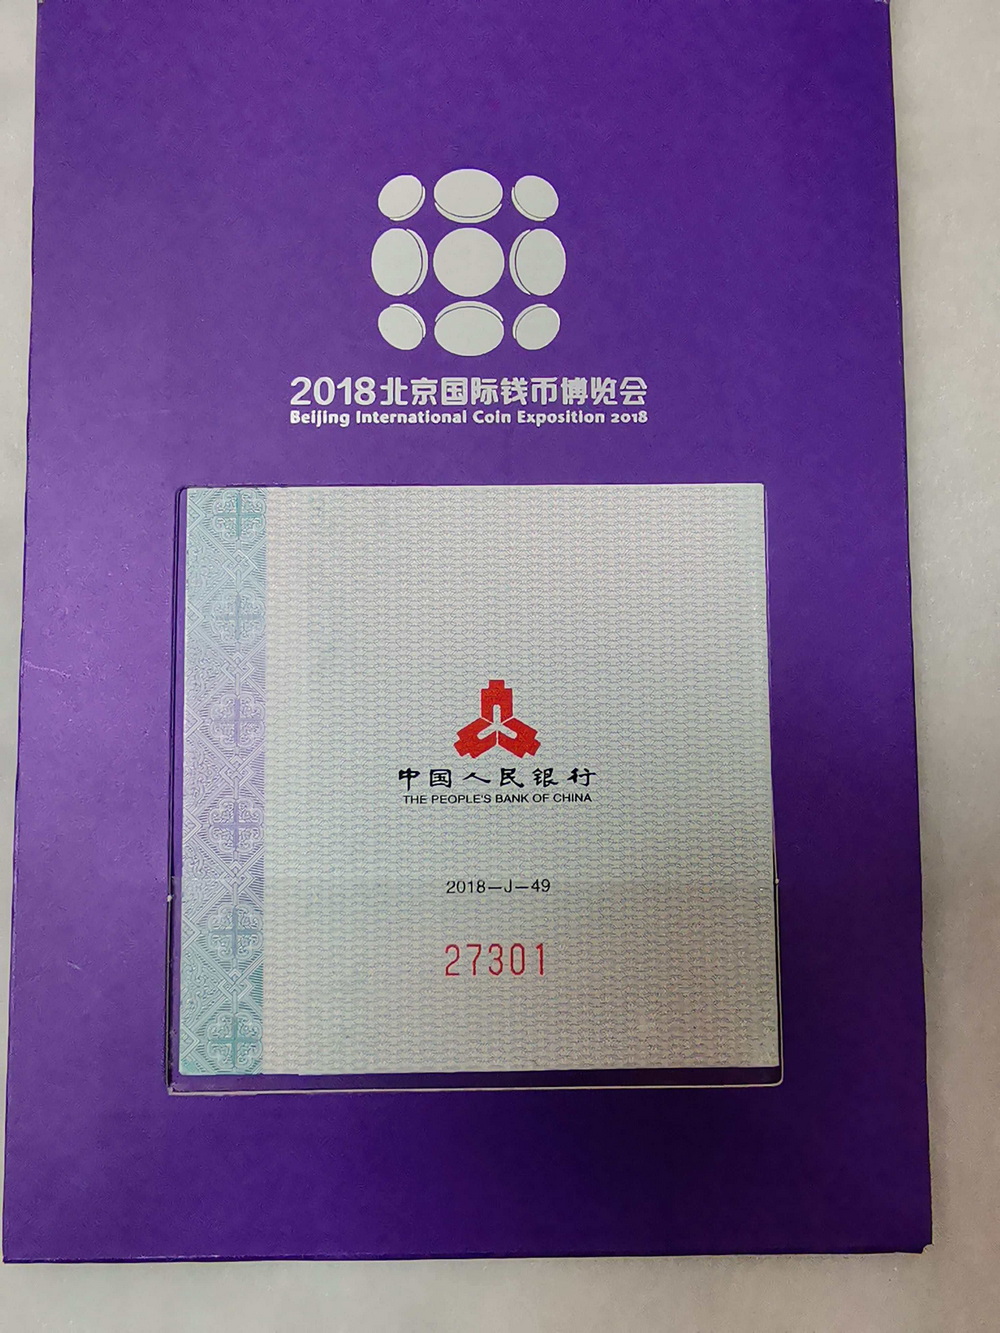 2018北京国际钱币博览会
Beijing International Coin Exposition 2018
中国人民银行
THE PEOPLE'S BANK OF CHINA
2018—J—49
27301